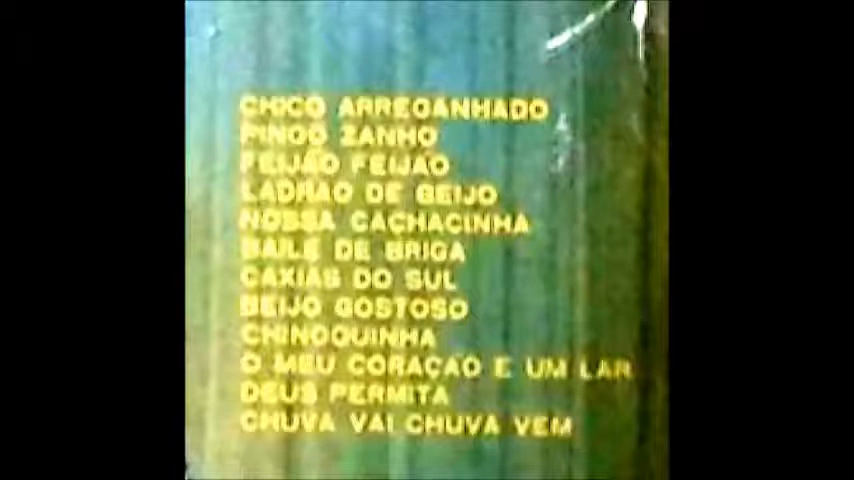 CHICO ARREGANHADO
PINGO ZANHO
FEIJÃO FEIJÃO
LADRÃO DE BEIJO
NOSSA CACHACINHA
BAILE DE BRIGA
CAXIAS DO SUL
BEIJO GOSTOSO
CHINOQUINHA
O MEU CORAÇÃO E UM LAR
DEUS PERMITA
CHUVA VAI CHUVA VEM